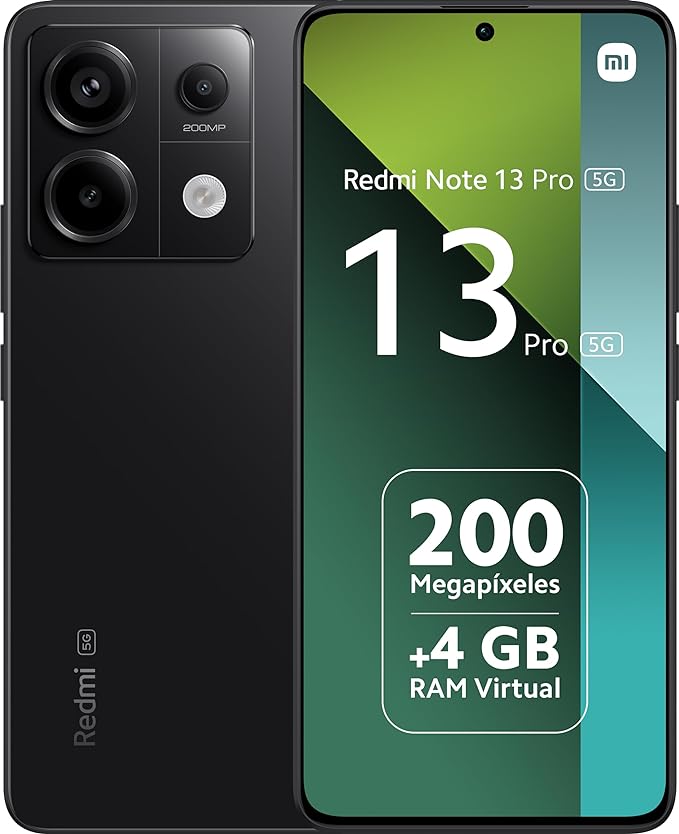 200MP
Redmi 5G
mi
Redmi Note 13 Pro 5G
13 Pro 5G
200
Megapíxeles
+4 GB
RAM Virtual